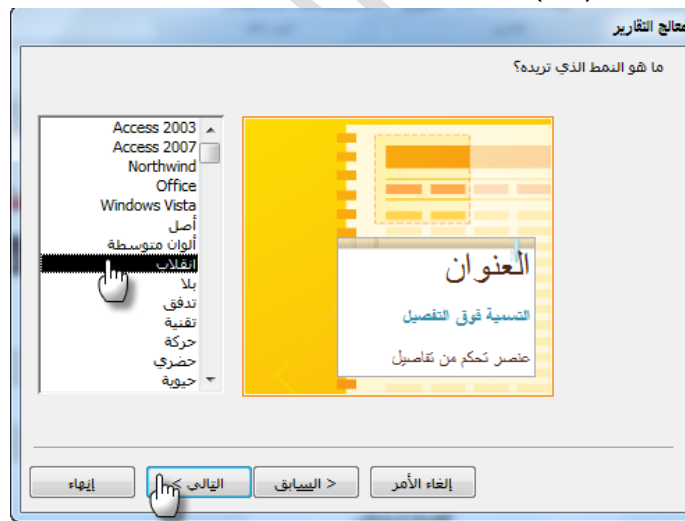 معالج التقارير
ما هو النمط الذي تريده؟
Access 2003
Access 2007
Northwind
Office
Windows Vista
أصل
ألوان متوسطة
انقلاب
بلا
تدفق
تقنية
حركة
حضري
حيوية
العنوان
التسمية فوق التفصيل
عنصر تحكم من تفاصيل
إلغاء الأمر
< السابق
التالي >
إنهاء